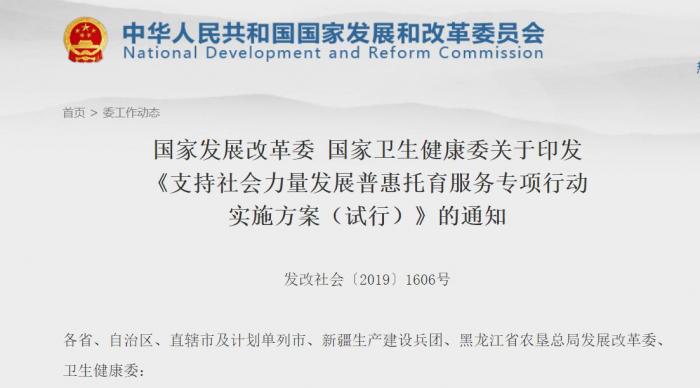 中华人民共和国国家发展和改革委员会
National Development and Reform Commission
首页 > 委工作动态
国家发展改革委 国家卫生健康委关于印发
《支持社会力量发展普惠托育服务专项行动
实施方案（试行）》的通知
发改社会〔2019〕1606号
各省、自治区、直辖市及计划单列市、新疆生产建设兵团、黑龙江省农垦总局发展改革委、
卫生健康委：